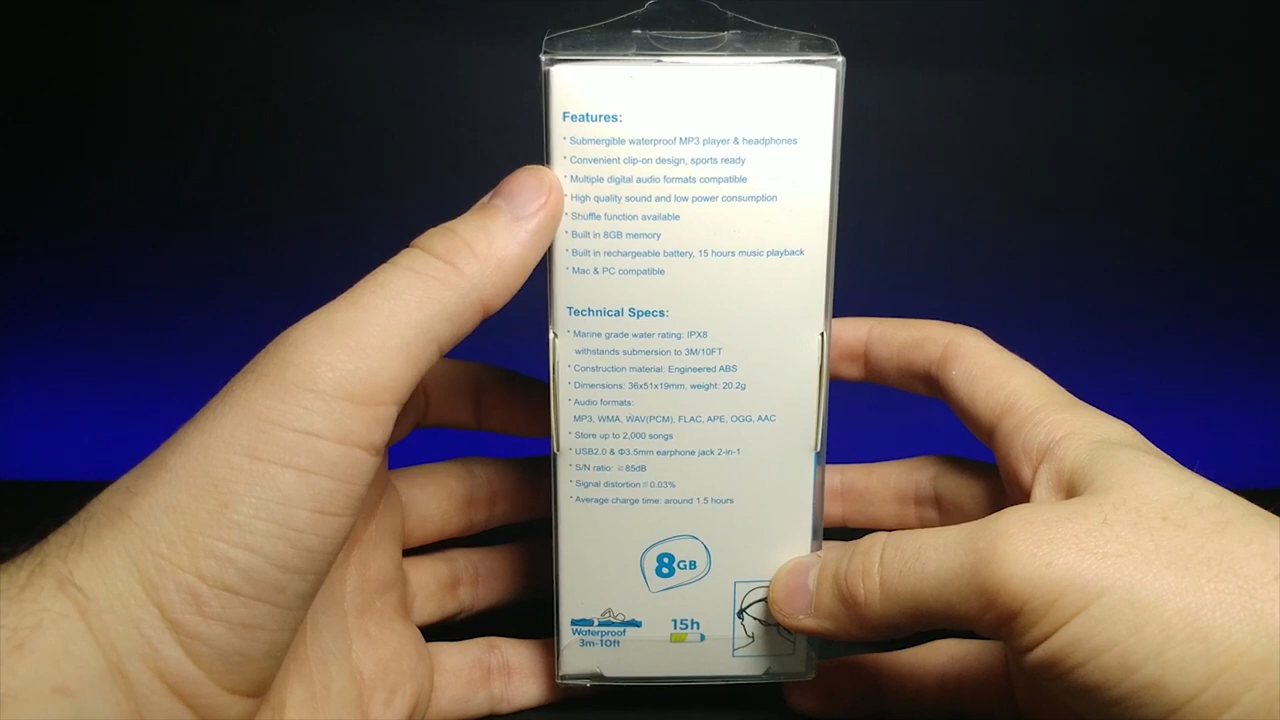 Features:
* Submergible waterproof MP3 player & headphones
* Convenient clip-on design, sports ready
* Multiple digital audio formats compatible
* High quality sound and low power consumption
* Shuffle function available
* Built in 8GB memory
* Built in rechargeable battery, 15 hours music playback
* Mac & PC compatible
Technical Specs:
* Marine grade water rating: IPX8
withstands submersion to 3M/10FT
* Construction material: Engineered ABS
* Dimensions: 36x51x19mm, weight: 20.2g
* Audio formats:
MP3, WMA, WAV(PCM), FLAC, APE, OGG, AAC
* Store up to 2,000 songs
* USB2.0 & Φ3.5mm earphone jack 2-in-1
* S/N ratio: ≧85dB
* Signal distortion≦0.03%
* Average charge time: around 1.5 hours
8GB
Waterproof
3m-10ft
15h